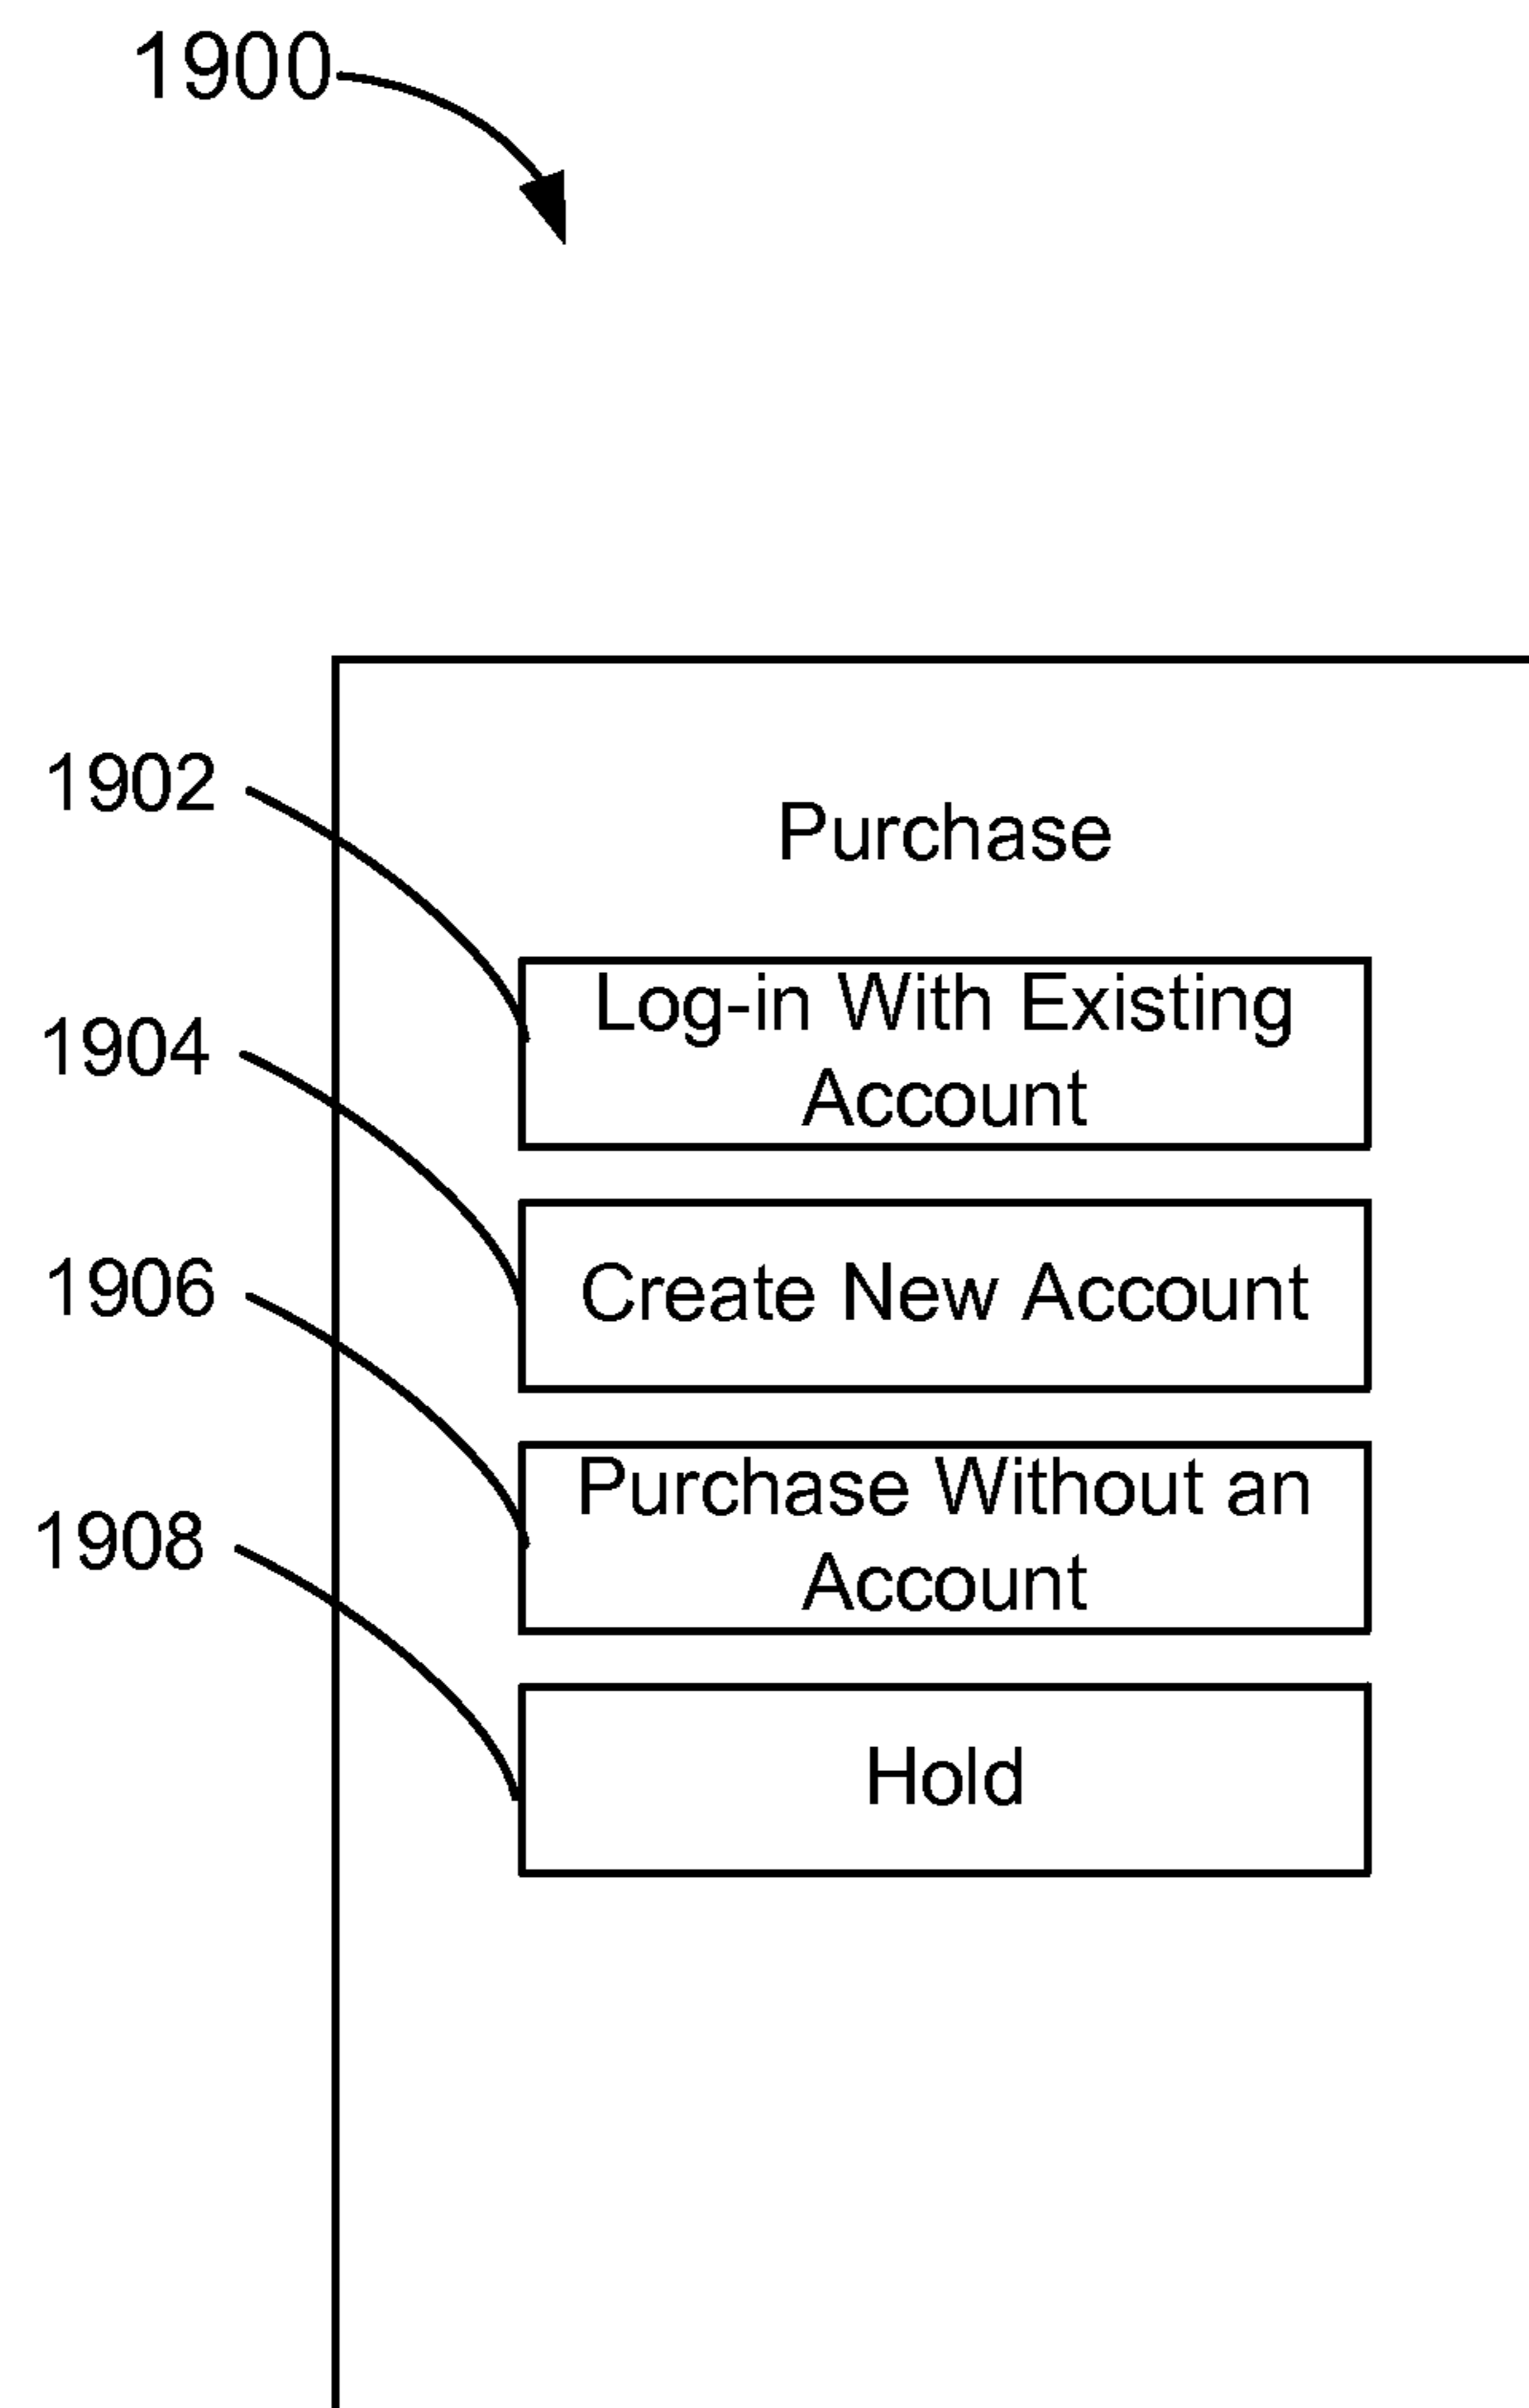 1900
1902
Purchase
Log-in With Existing
Account
1904
Create New Account
1906
Purchase Without an
Account
1908
Hold